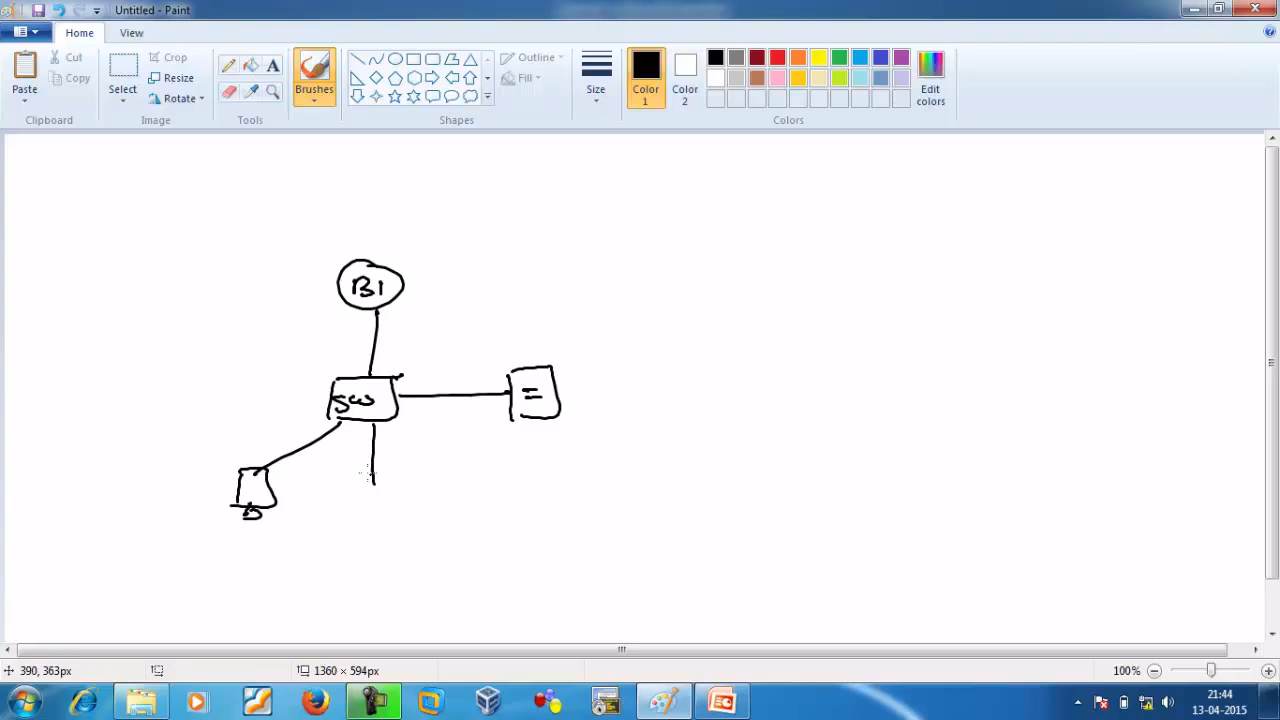 Untitled - Paint
Home
View
Paste
Cut
Copy
Clipboard
Select
Crop
Resize
Rotate
Image
Tools
Brushes
Outline
Fill
Shapes
Size
Color 1
Color 2
Edit colors
Colors
SW
390, 363px
1360 × 594px
100%
21:44
13-04-2015